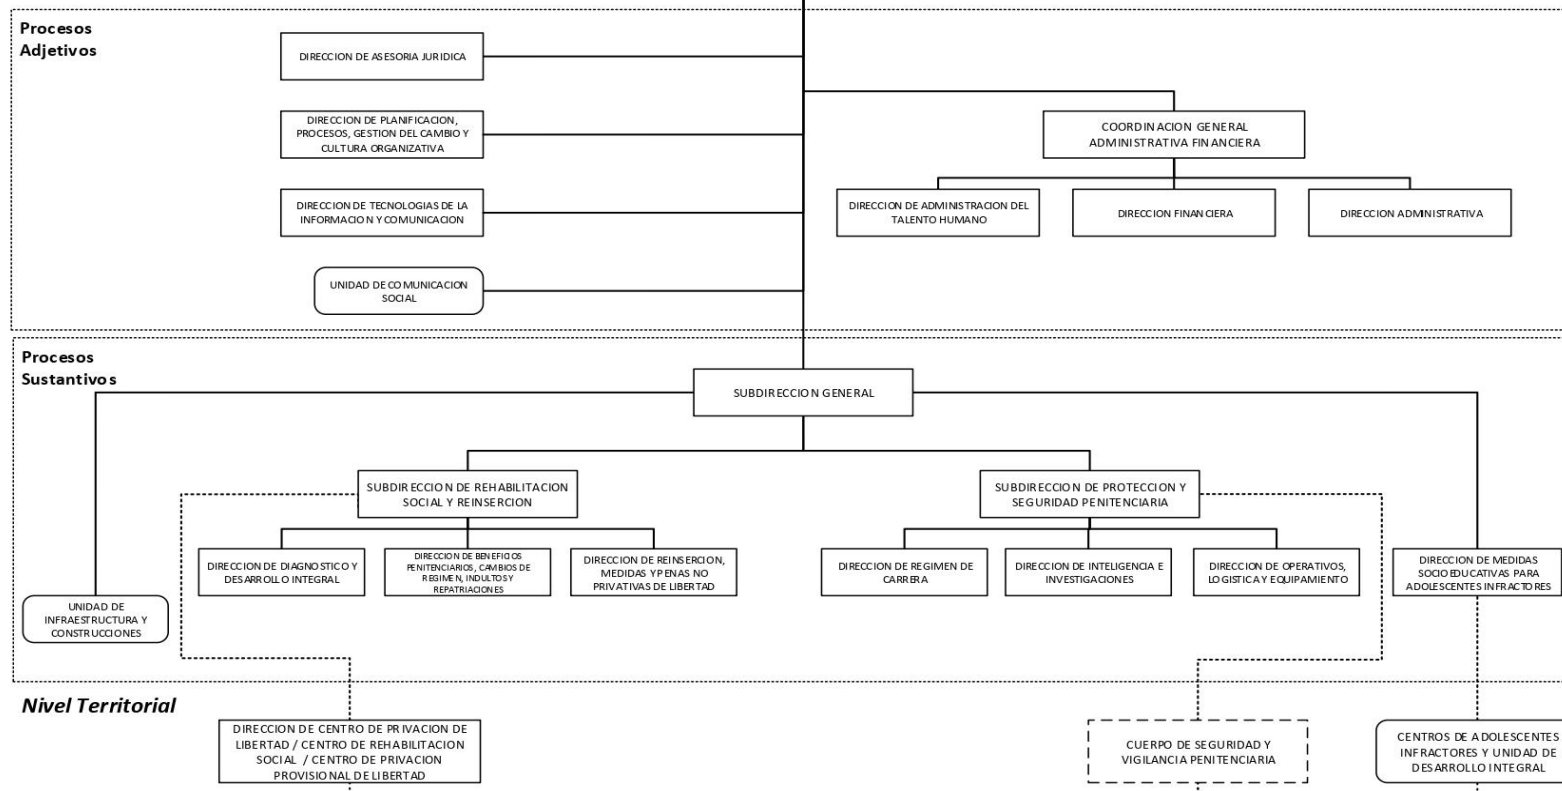 Procesos
Adjetivos
DIRECCION DE ASESORIA JURIDICA
DIRECCION DE PLANIFICACION,
PROCESOS, GESTION DEL CAMBIO Y
CULTURA ORGANIZATIVA
COORDINACION GENERAL
ADMINISTRATIVA FINANCIERA
DIRECCION DE TECNOLOGIAS DE LA
INFORMACION Y COMUNICACION
DIRECCION DE ADMINISTRACION DEL
TALENTO HUMANO
DIRECCION FINANCIERA
DIRECCION ADMINISTRATIVA
UNIDAD DE COMUNICACION
SOCIAL
Procesos
Sustantivos
SUBDIRECCION GENERAL
SUBDIRECCION DE REHABILITACION
SOCIAL Y REINSERCION
SUBDIRECCION DE PROTECCION Y
SEGURIDAD PENITENCIARIA
DIRECCION DE DIAGNOSTICO Y
DESARROLLO INTEGRAL
DIRECCION DE BENEFICIOS
PENITENCIARIOS, CAMBIOS DE
REGIMEN, INDULTOS Y
REPATRIACIONES
DIRECCION DE REINSERCION,
MEDIDAS Y PENAS NO
PRIVATIVAS DE LIBERTAD
DIRECCION DE REGIMEN DE
CARRERA
DIRECCION DE INTELIGENCIA E
INVESTIGACIONES
DIRECCION DE OPERATIVOS,
LOGISTICA Y EQUIPAMIENTO
DIRECCION DE MEDIDAS
SOCIOEDUCATIVAS PARA
ADOLESCENTES INFRACTORES
UNIDAD DE
INFRAESTRUCTURA Y
CONSTRUCCIONES
Nivel Territorial
DIRECCION DE CENTRO DE PRIVACION DE
LIBERTAD / CENTRO DE REHABILITACION
SOCIAL / CENTRO DE PRIVACION
PROVISIONAL DE LIBERTAD
CUERPO DE SEGURIDAD Y
VIGILANCIA PENITENCIARIA
CENTROS DE ADOLESCENTES
INFRACTORES Y UNIDAD DE
DESARROLLO INTEGRAL